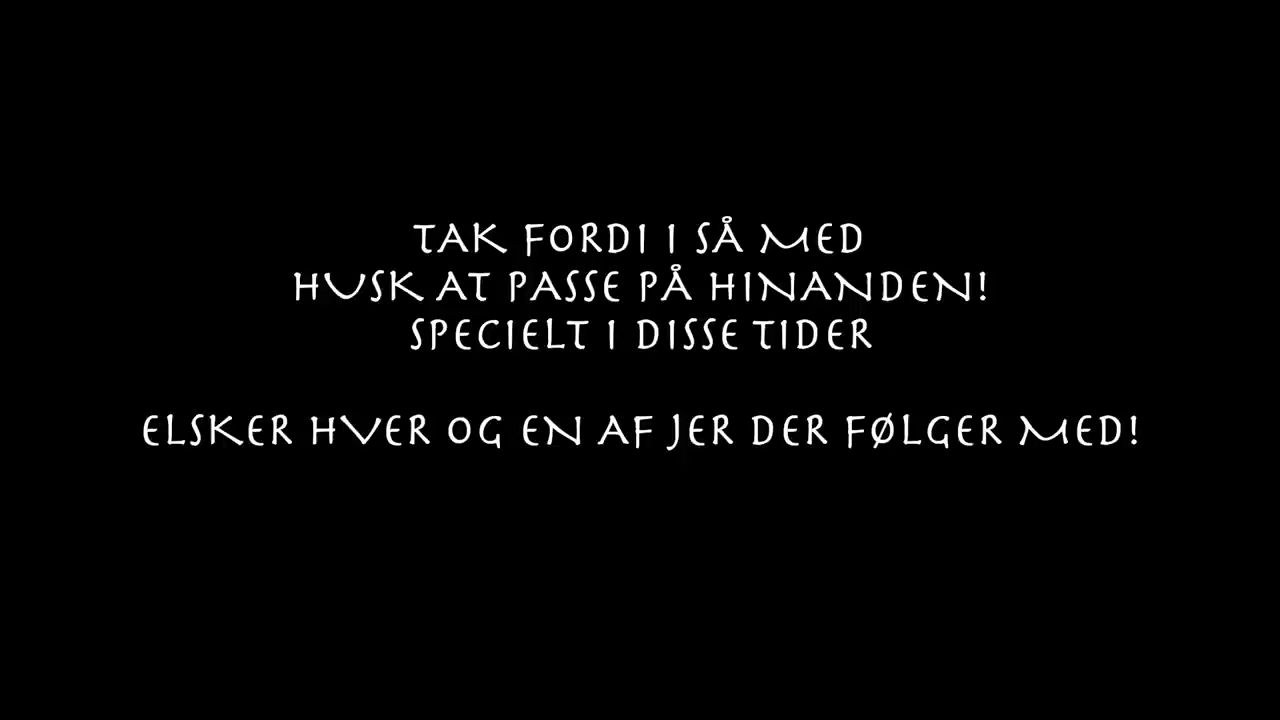 TAK FORDI I SÅ MED
HUSK AT PASSE PÅ HINANDEN!
SPECIELT I DISSE TIDER
ELSKER HVER OG EN AF JER DER FØLGER MED!